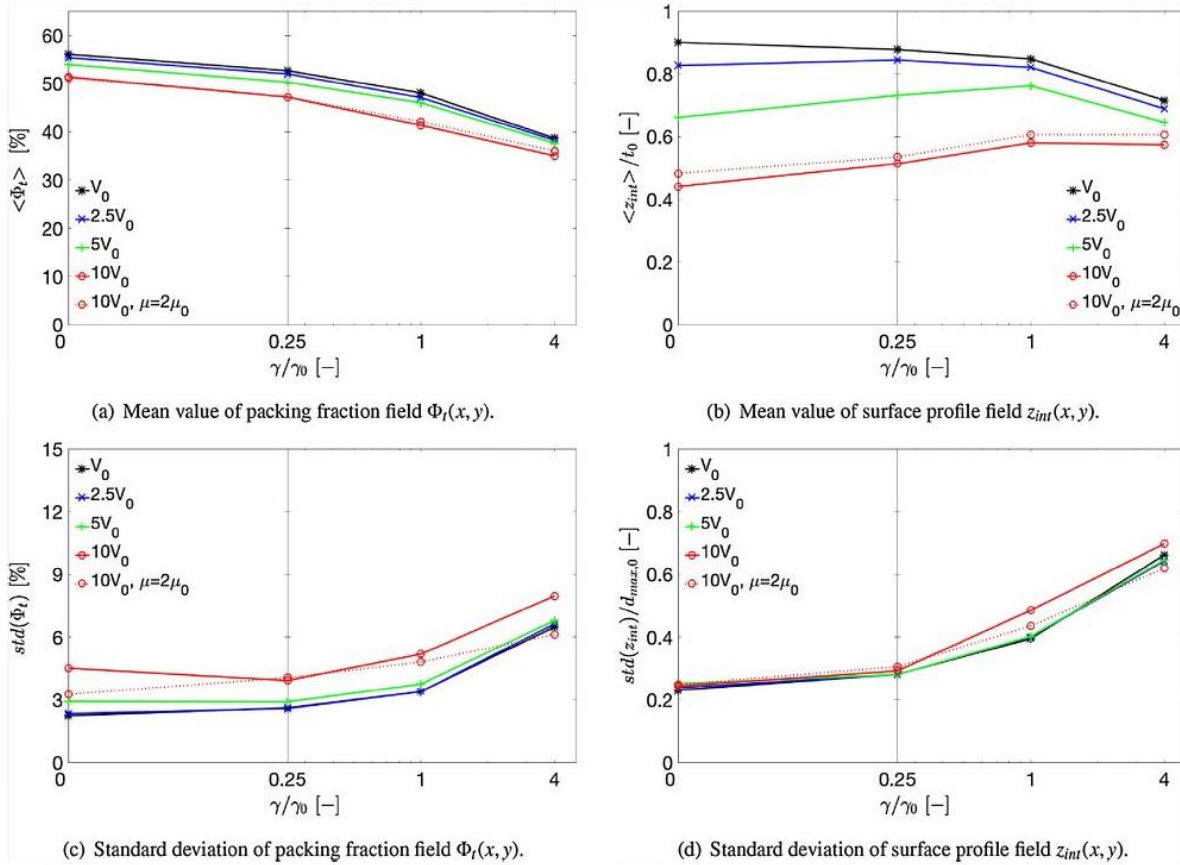 60
50
40
30
20
10
0
<Φt> [%]
V0
2.5V0
5V0
10V0
10V0, μ=2μ0
0
0.25
1
4
γ/γ0 [−]
(a) Mean value of packing fraction field Φt(x, y).
1
0.8
0.6
0.4
0.2
0
<zint>/t0 [−]
V0
2.5V0
5V0
10V0
10V0, μ=2μ0
0
0.25
1
4
γ/γ0 [−]
(b) Mean value of surface profile field zint(x, y).
15
12
9
6
3
0
std(Φt) [%]
V0
2.5V0
5V0
10V0
10V0, μ=2μ0
0
0.25
1
4
γ/γ0 [−]
(c) Standard deviation of packing fraction field Φt(x, y).
1
0.8
0.6
0.4
0.2
0
std(zint)/dmax,0 [−]
V0
2.5V0
5V0
10V0
10V0, μ=2μ0
0
0.25
1
4
γ/γ0 [−]
(d) Standard deviation of surface profile field zint(x, y).